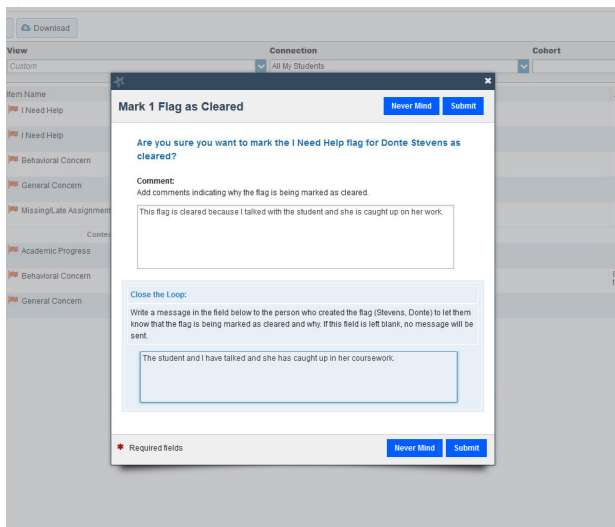 Download
View Connection Cohort
Custom All My Students
Item Name
Mark 1 Flag as Cleared Never Mind Submit
I Need Help
I Need Help
Behavioral Concern
General Concern
Missing/Late Assignment
Contex
Academic Progress
Behavioral Concern
General Concern
Are you sure you want to mark the I Need Help flag for Donte Stevens as
cleared?
Comment:
Add comments indicating why the flag is being marked as cleared.
This flag is cleared because I talked with the student and she is caught up on her work.
Close the Loop:
Write a message in the field below to the person who created the flag (Stevens, Donte) to let them
know that the flag is being marked as cleared and why. If this field is left blank, no message will be
sent.
The student and I have talked and she has caught up in her coursework.
* Required fields Never Mind Submit